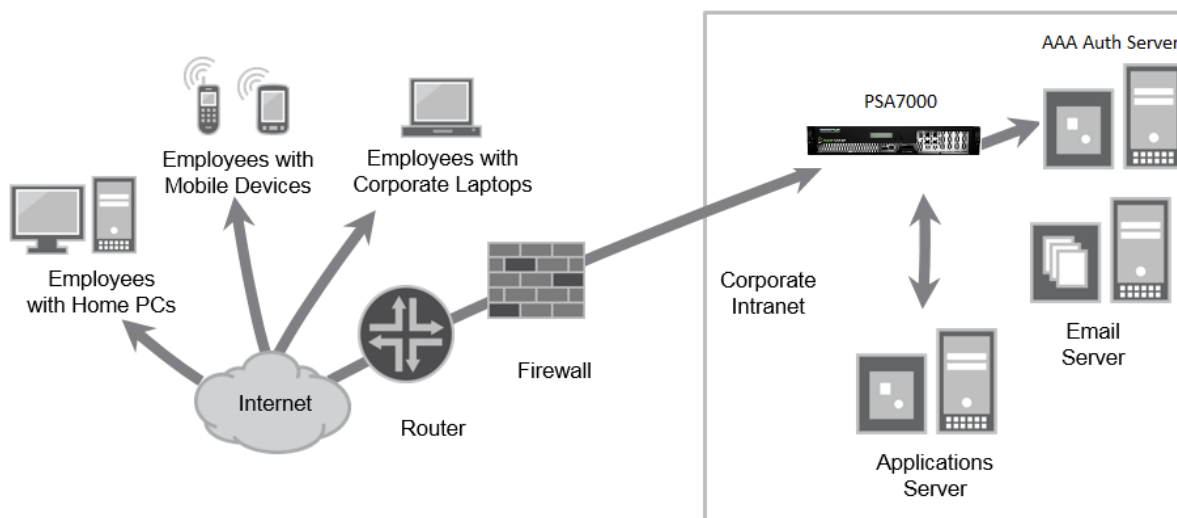 AAA Auth Server
PSA7000
Employees with
Mobile Devices
Employees with
Corporate Laptops
Employees
with Home PCs
Corporate
Intranet
Email
Server
Firewall
Internet
Router
Applications
Server